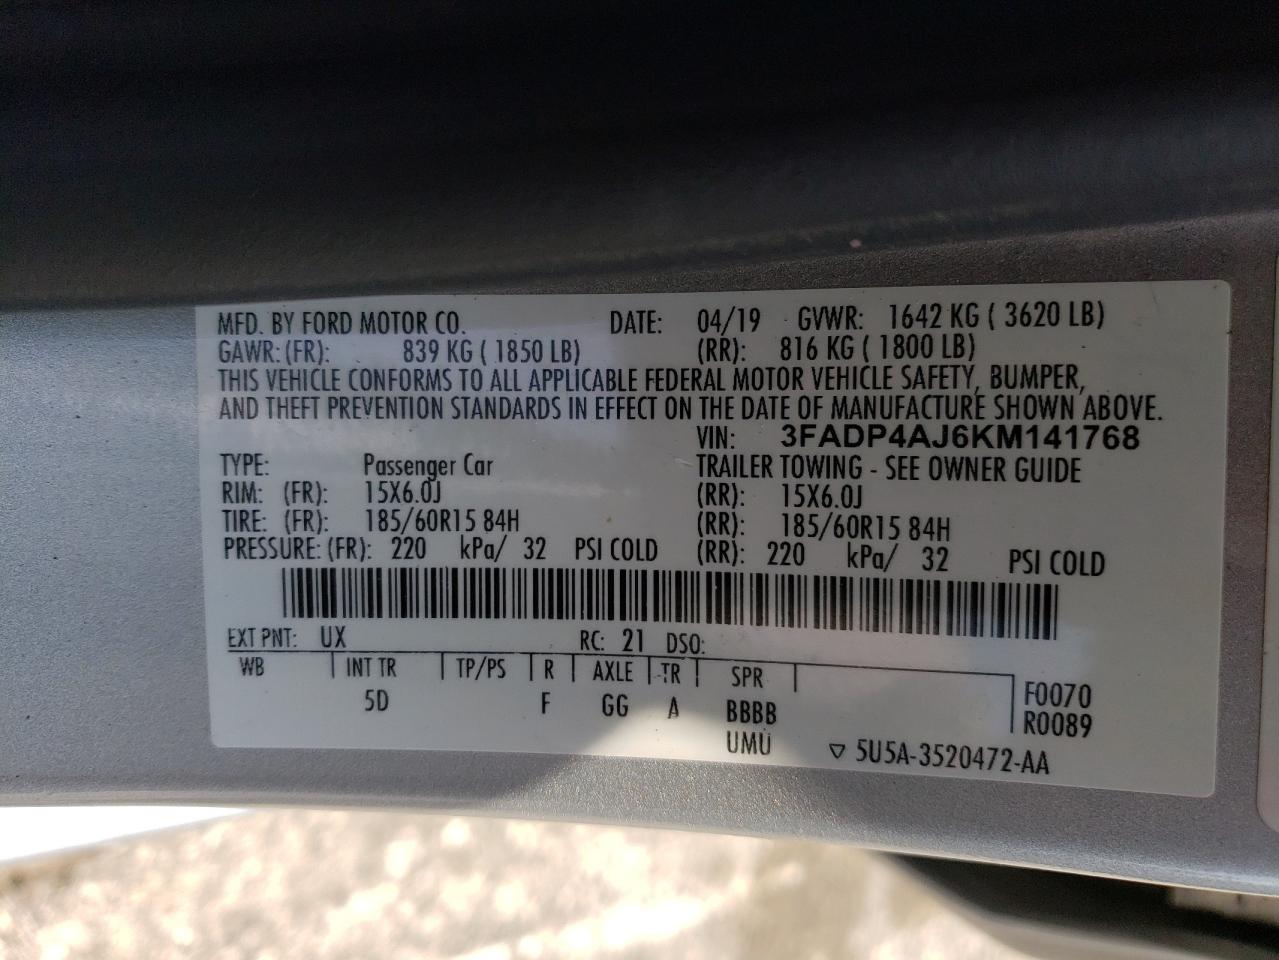 MFD. BY FORD MOTOR CO. DATE: 04/19 GVWR: 1642 KG ( 3620 LB)
GAWR: (FR): 839 KG ( 1850 LB) (RR): 816 KG ( 1800 LB)
THIS VEHICLE CONFORMS TO ALL APPLICABLE FEDERAL MOTOR VEHICLE SAFETY, BUMPER,
AND THEFT PREVENTION STANDARDS IN EFFECT ON THE DATE OF MANUFACTURE SHOWN ABOVE.
VIN: 3FADP4AJ6KM141768
TYPE: Passenger Car TRAILER TOWING - SEE OWNER GUIDE
RIM: (FR): 15X6.0J (RR): 15X6.0J
TIRE: (FR): 185/60R15 84H (RR): 185/60R15 84H
PRESSURE: (FR): 220 kPa/ 32 PSI COLD (RR): 220 kPa/ 32 PSI COLD
EXT PNT: UX RC: 21 DSO:
WB INT TR TP/PS R AXLE TR SPR
5D F GG A BBBB F0070
UMU R0089
▽ 5U5A-3520472-AA